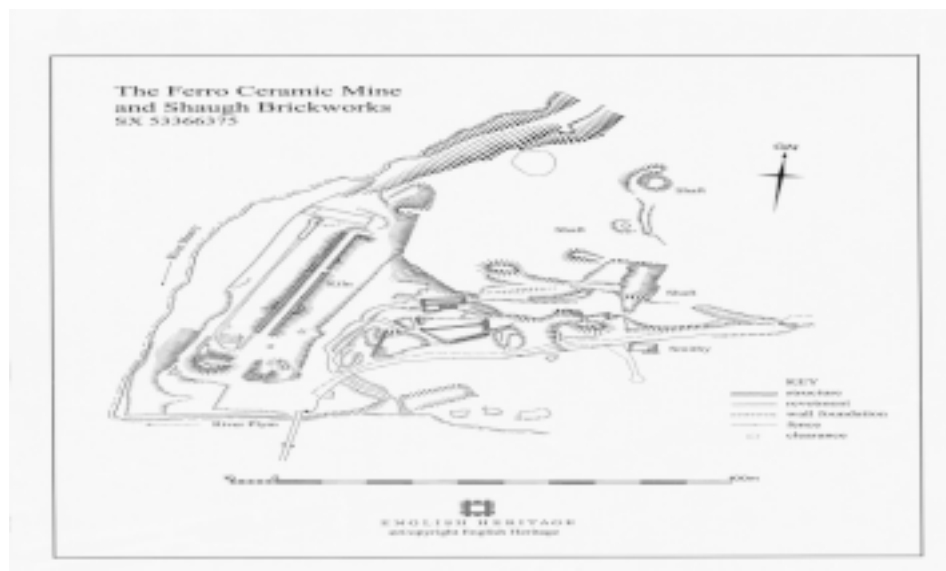 The Ferro Ceramic Mine
and Shaugh Brickworks
SX 53366375
Shaft
Shaft
Kiln
Shaft
Smithy
River Plym
KEY
structure
revetment
wall foundation
fence
clearance
ENGLISH HERITAGE
Copyright English Heritage